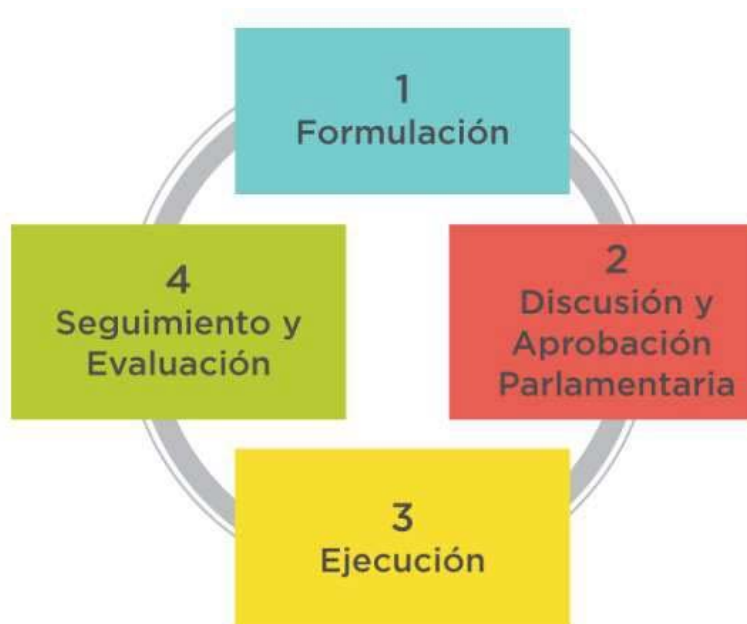 1
Formulación
2
Discusión y
Aprobación
Parlamentaria
3
Ejecución
4
Seguimiento y
Evaluación